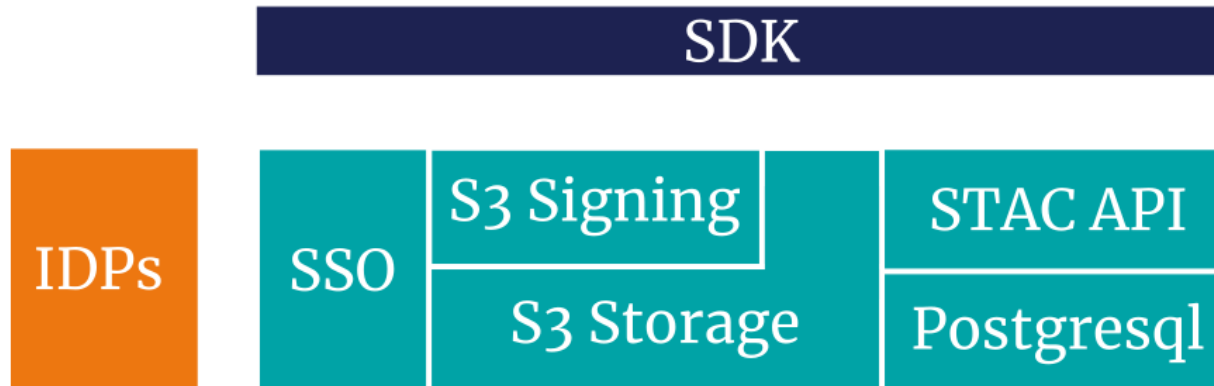 SDK
IDPs
SSO
S3 Signing
S3 Storage
STAC API
Postgresql